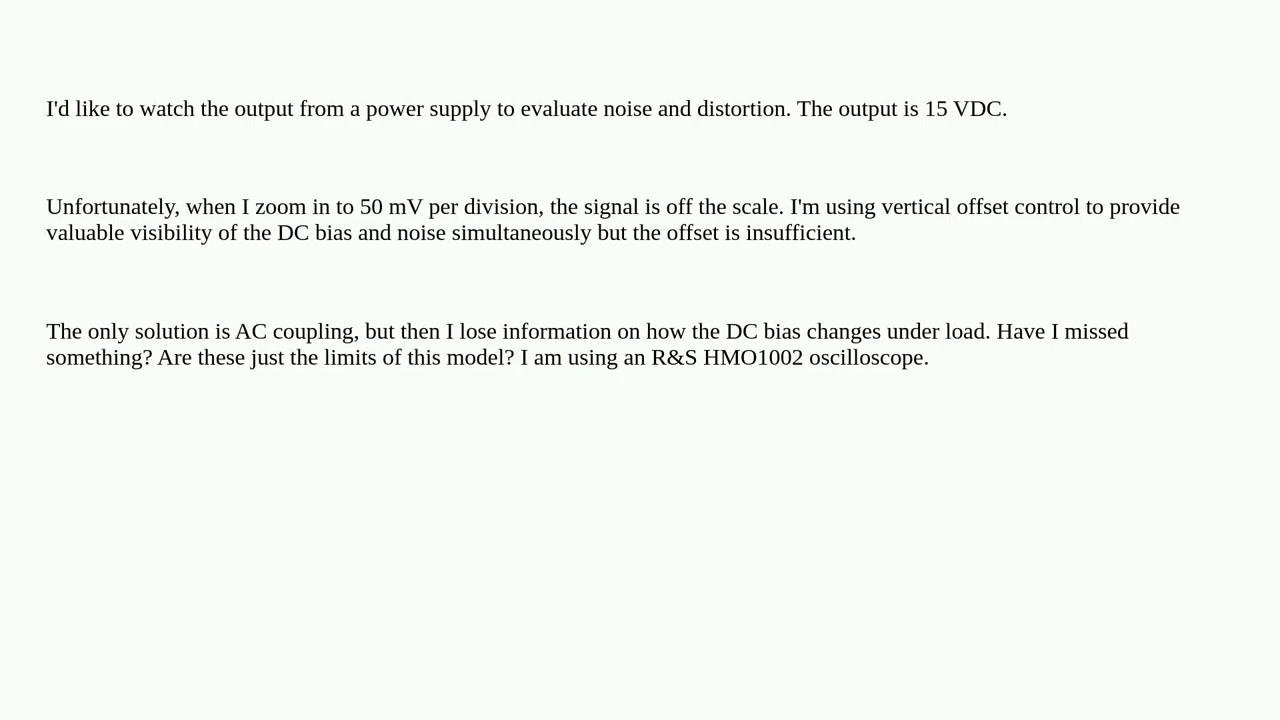 I'd like to watch the output from a power supply to evaluate noise and distortion. The output is 15 VDC.
Unfortunately, when I zoom in to 50 mV per division, the signal is off the scale. I'm using vertical offset control to provide
valuable visibility of the DC bias and noise simultaneously but the offset is insufficient.
The only solution is AC coupling, but then I lose information on how the DC bias changes under load. Have I missed
something? Are these just the limits of this model? I am using an R&S HMO1002 oscilloscope.